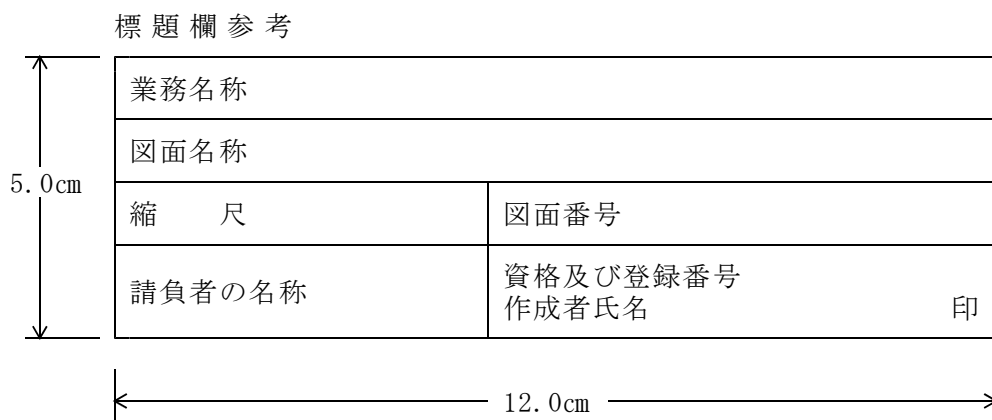 標題欄参考
業務名称
図面名称
5.0cm
縮　　尺
図面番号
請負者の名称
資格及び登録番号
作成者氏名　　　　　　　　　　印
12.0cm